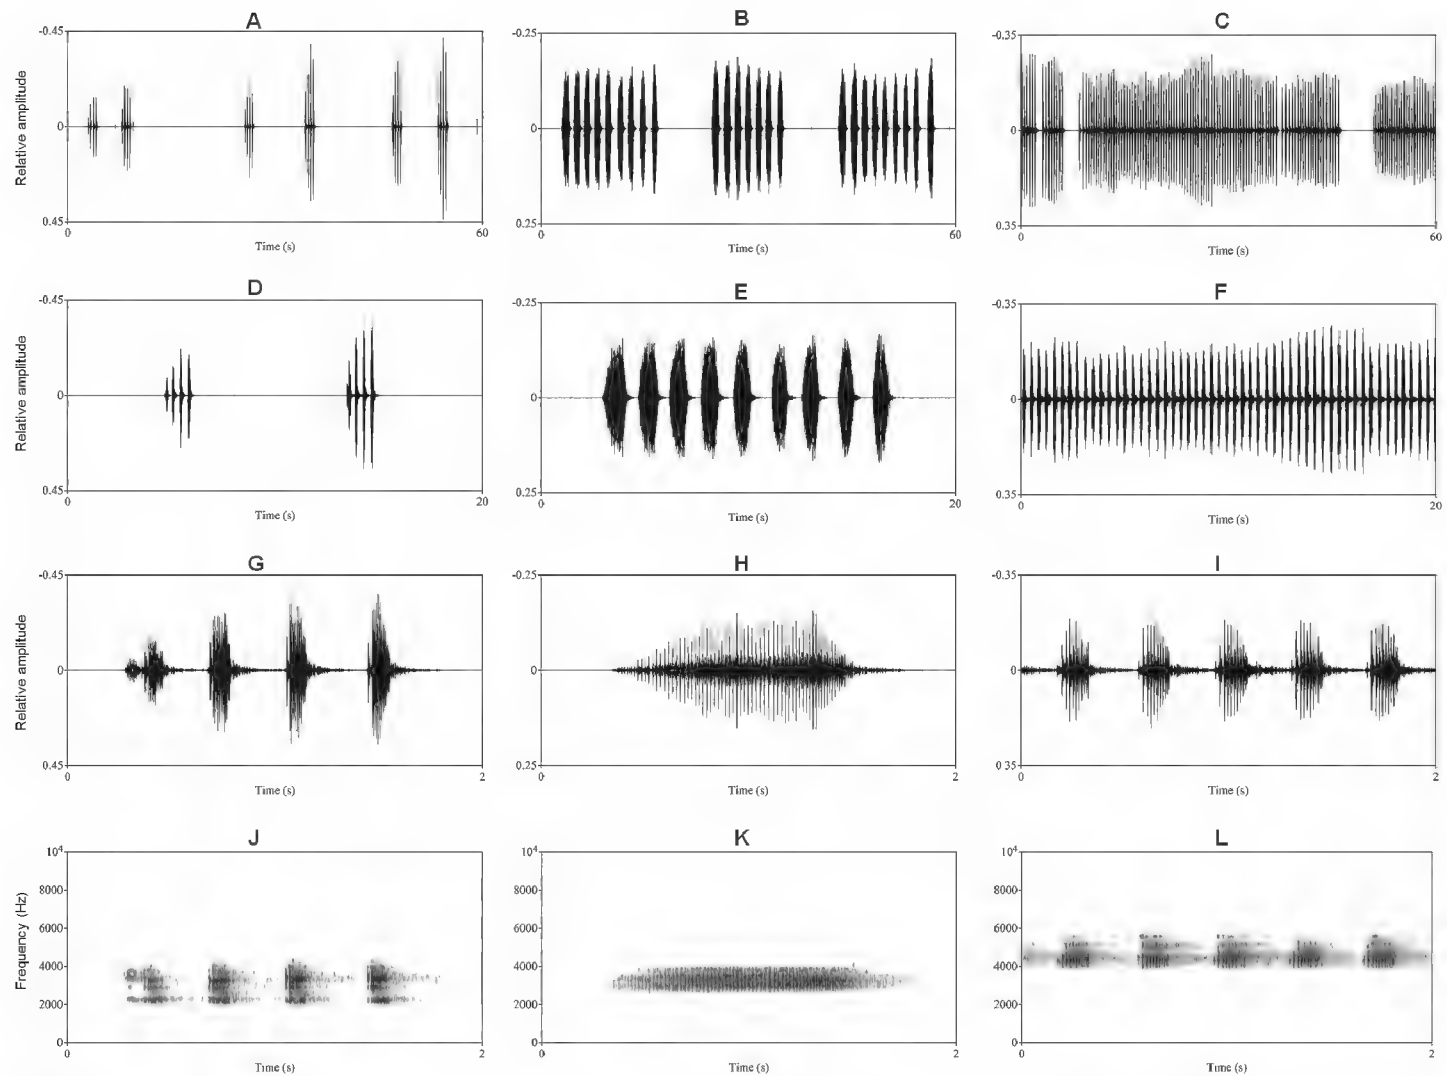 A B C
-0.45 -0.25 -0.35
Relative amplitude
0 0 0
0.45 0.25 0.35
0 60 0 60 0 60
Time (s) Time (s) Time (s)
D E F
-0.45 -0.25 -0.35
Relative amplitude
0 0 0
0.45 0.25 0.35
0 20 0 20 0 20
Time (s) Time (s) Time (s)
G H I
-0.45 -0.25 -0.35
Relative amplitude
0 0 0
0.45 0.25 0 35
0 2 0 2 0 2
Time (s) Time (s) Time (s)
J K L
10⁴ 10⁴ 10⁴
8000 8000 8000
6000 6000 6000
Frequency (Hz)
4000 4000 4000
2000 2000 2000
0 0 0
0 2 0 2 0 2
Time (s) Time (s) Time (s)